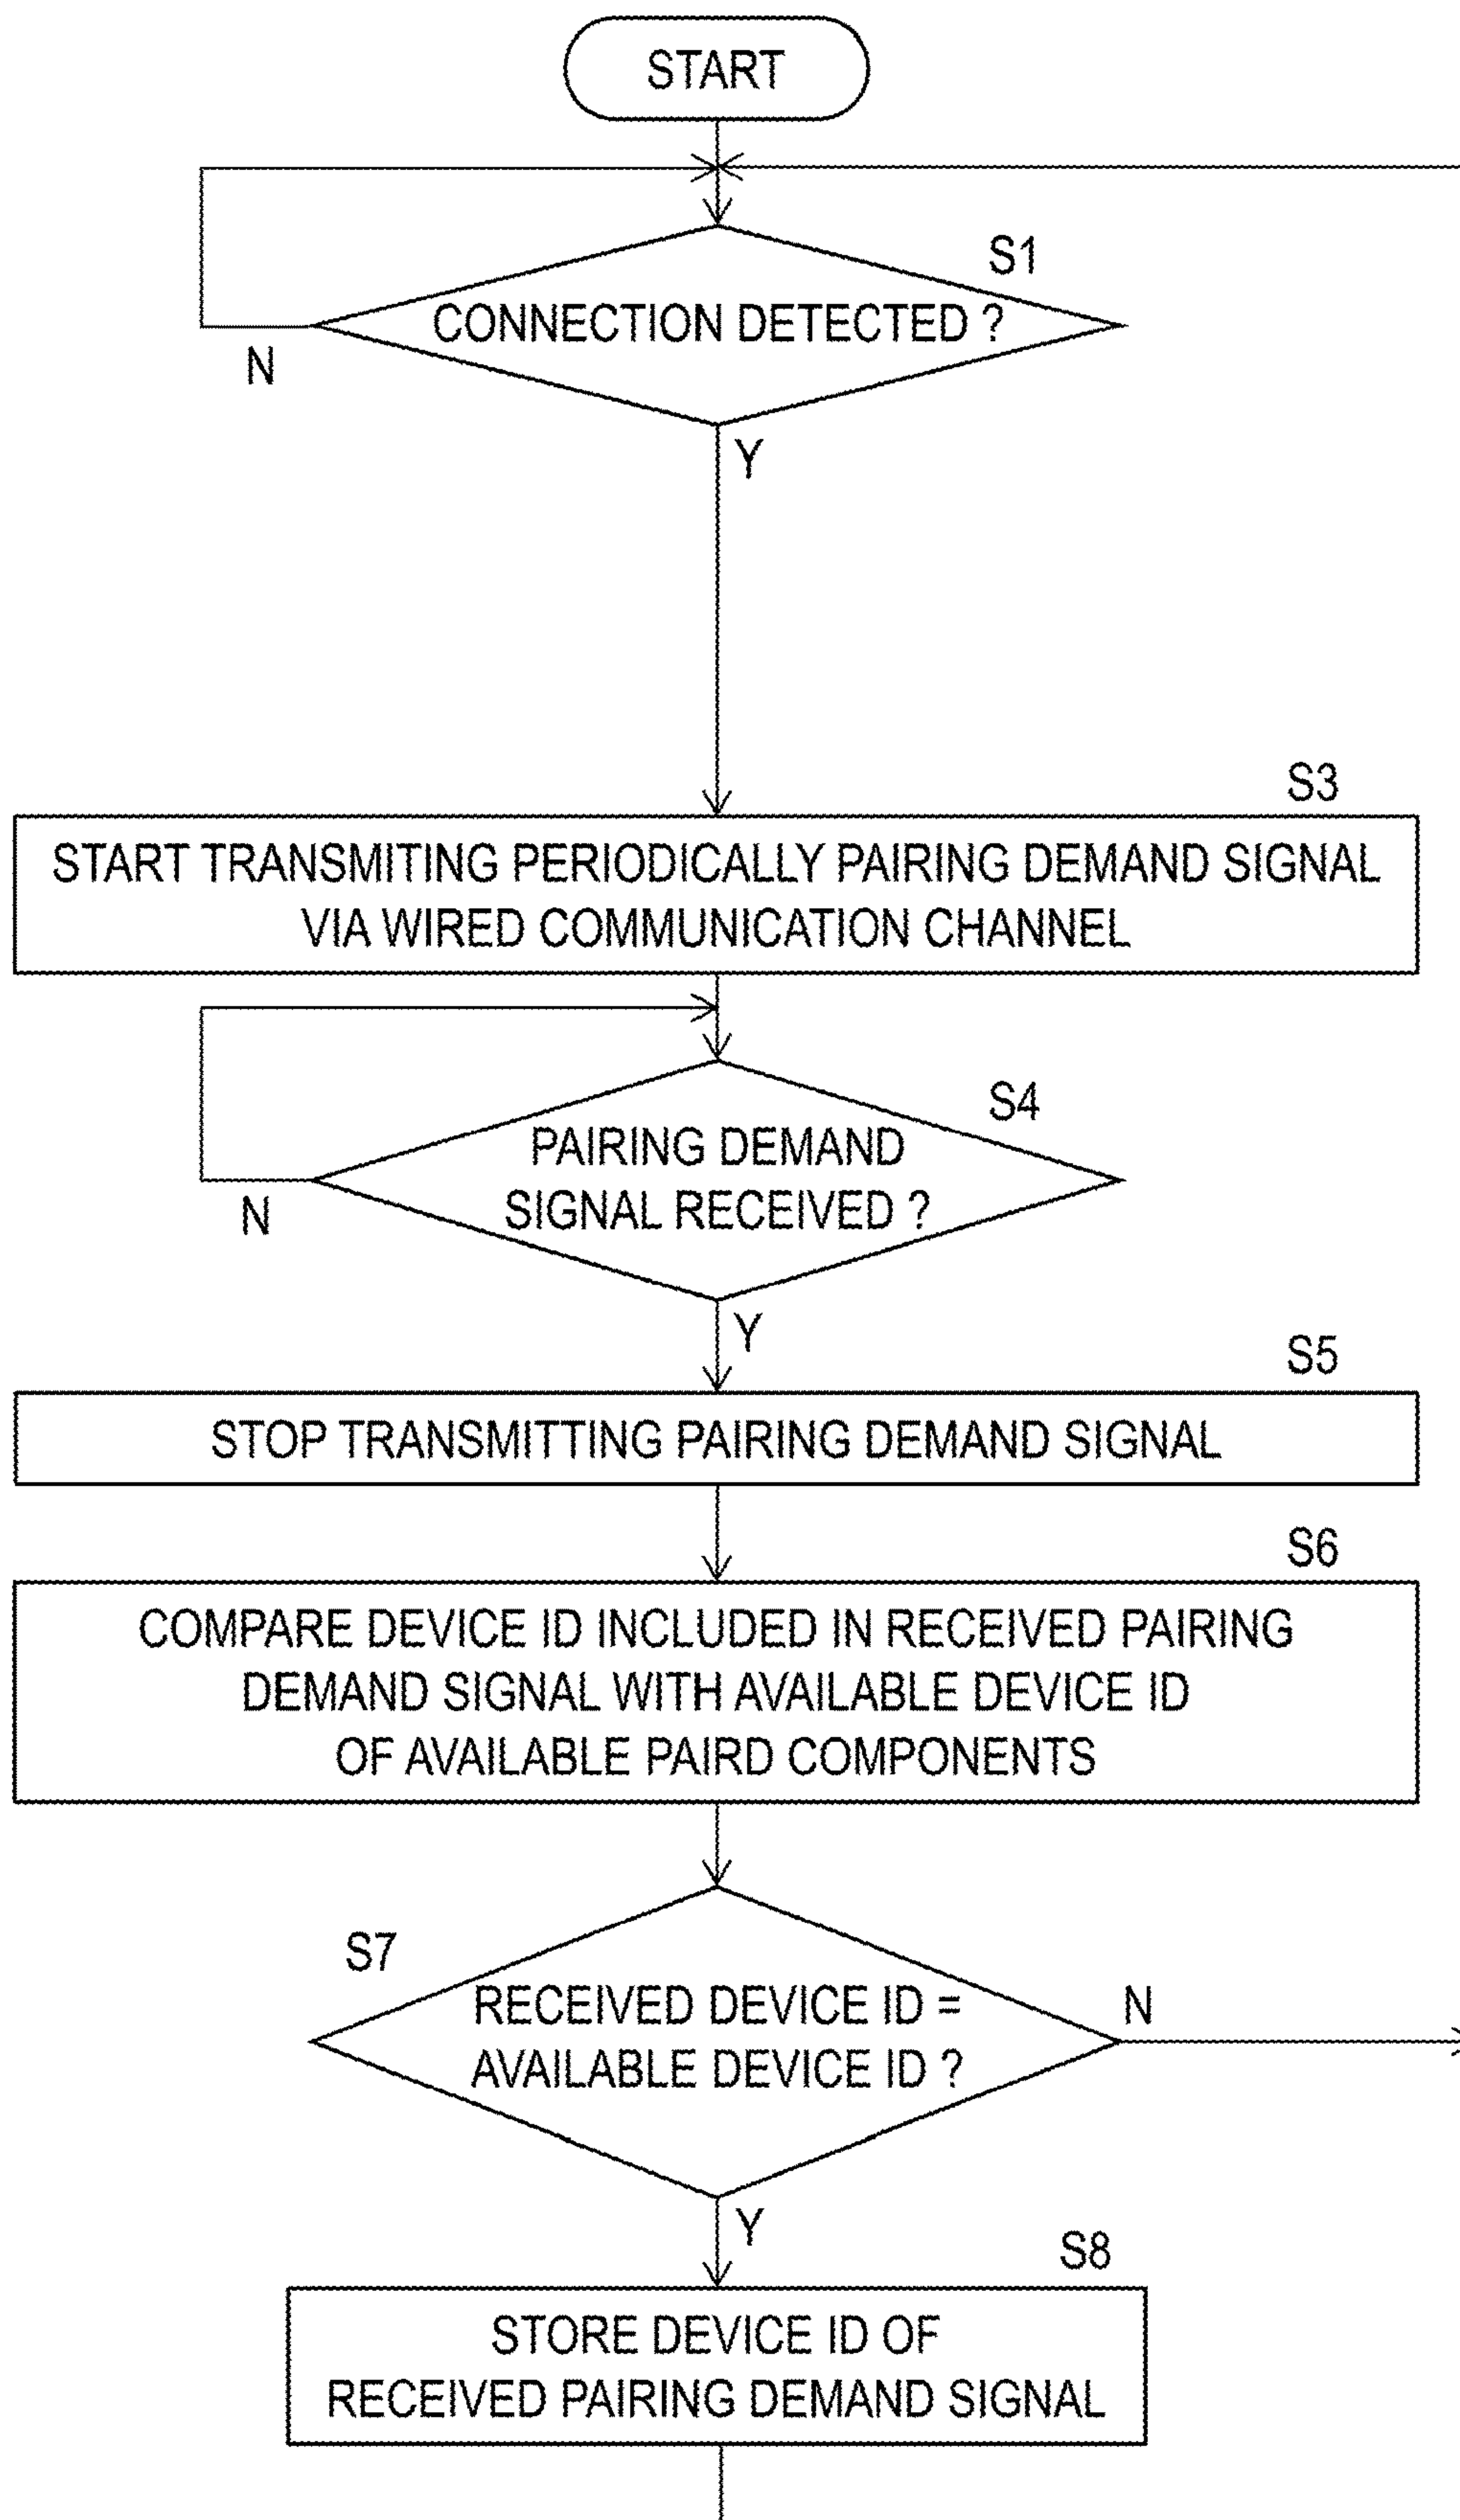 START
S1
CONNECTION DETECTED ?
N
Y
S3
START TRANSMITING PERIODICALLY PAIRING DEMAND SIGNAL
VIA WIRED COMMUNICATION CHANNEL
S4
PAIRING DEMAND
SIGNAL RECEIVED ?
N
Y
S5
STOP TRANSMITTING PAIRING DEMAND SIGNAL
S6
COMPARE DEVICE ID INCLUDED IN RECEIVED PAIRING
DEMAND SIGNAL WITH AVAILABLE DEVICE ID
OF AVAILABLE PAIRD COMPONENTS
S7
RECEIVED DEVICE ID =
AVAILABLE DEVICE ID ?
N
Y
S8
STORE DEVICE ID OF
RECEIVED PAIRING DEMAND SIGNAL